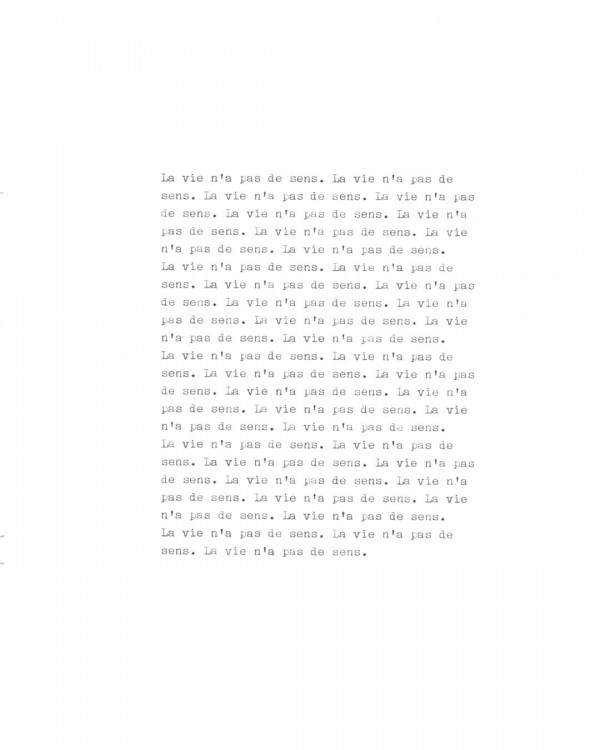 La vie n'a pas de sens. La vie n'a pas de
sens. La vie n'a pas de sens. La vie n'a pas
de sens. La vie n'a pas de sens. La vie n'a
pas de sens. La vie n'a pas de sens. La vie
n'a pas de sens. La vie n'a pas de sens.
La vie n'a pas de sens. La vie n'a pas de
sens. La vie n'a pas de sens. La vie n'a pas
de sens. La vie n'a pas de sens. La vie n'a
pas de sens. La vie n'a pas de sens. La vie
n'a pas de sens. La vie n'a pas de sens.
La vie n'a pas de sens. La vie n'a pas de
sens. La vie n'a pas de sens. La vie n'a pas
de sens. La vie n'a pas de sens. La vie n'a
pas de sens. La vie n'a pas de sens. La vie
n'a pas de sens. La vie n'a pas de sens.
La vie n'a pas de sens. La vie n'a pas de
sens. La vie n'a pas de sens. La vie n'a pas
de sens. La vie n'a pas de sens. La vie n'a
pas de sens. La vie n'a pas de sens. La vie
n'a pas de sens. La vie n'a pas de sens.
La vie n'a pas de sens. La vie n'a pas de
sens. La vie n'a pas de sens.